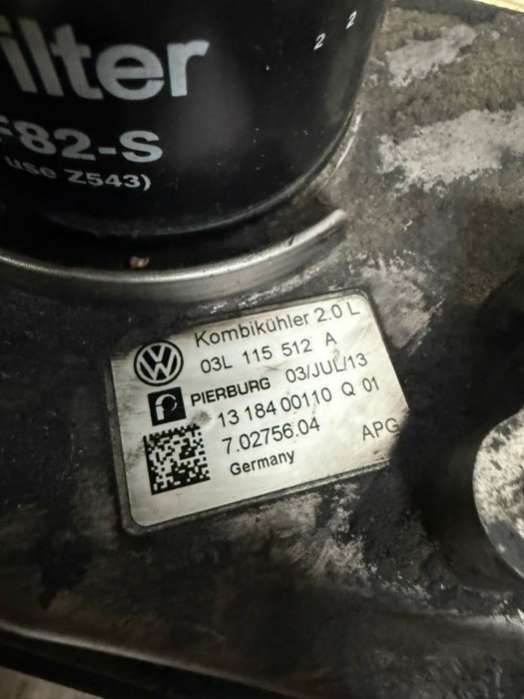 ilter
F82-S
use Z543)
2 2
Kombikühler 2.0 L
03L 115 512 A
PIERBURG 03/JUL/13
13 184 00110 Q 01
7.02756.04
APG
Germany